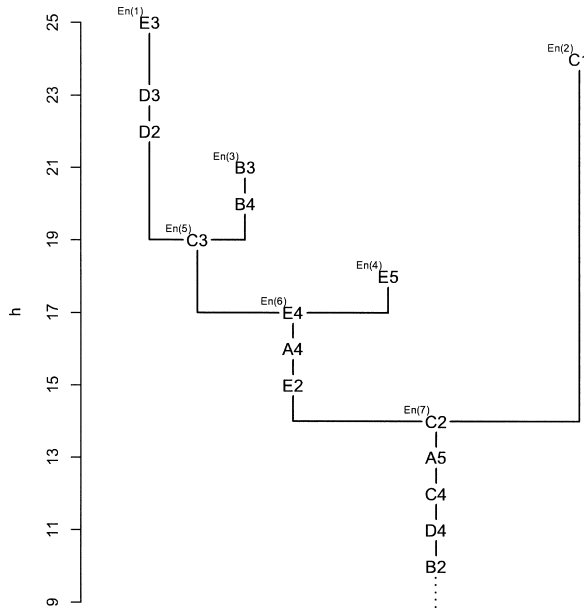 25
23
21
19
17
15
13
11
9
h
En(1) E3
En(2) C1
D3
D2
En(3) B3
B4
En(5) C3
En(4) E5
En(6) E4
A4
E2
En(7) C2
A5
C4
D4
B2